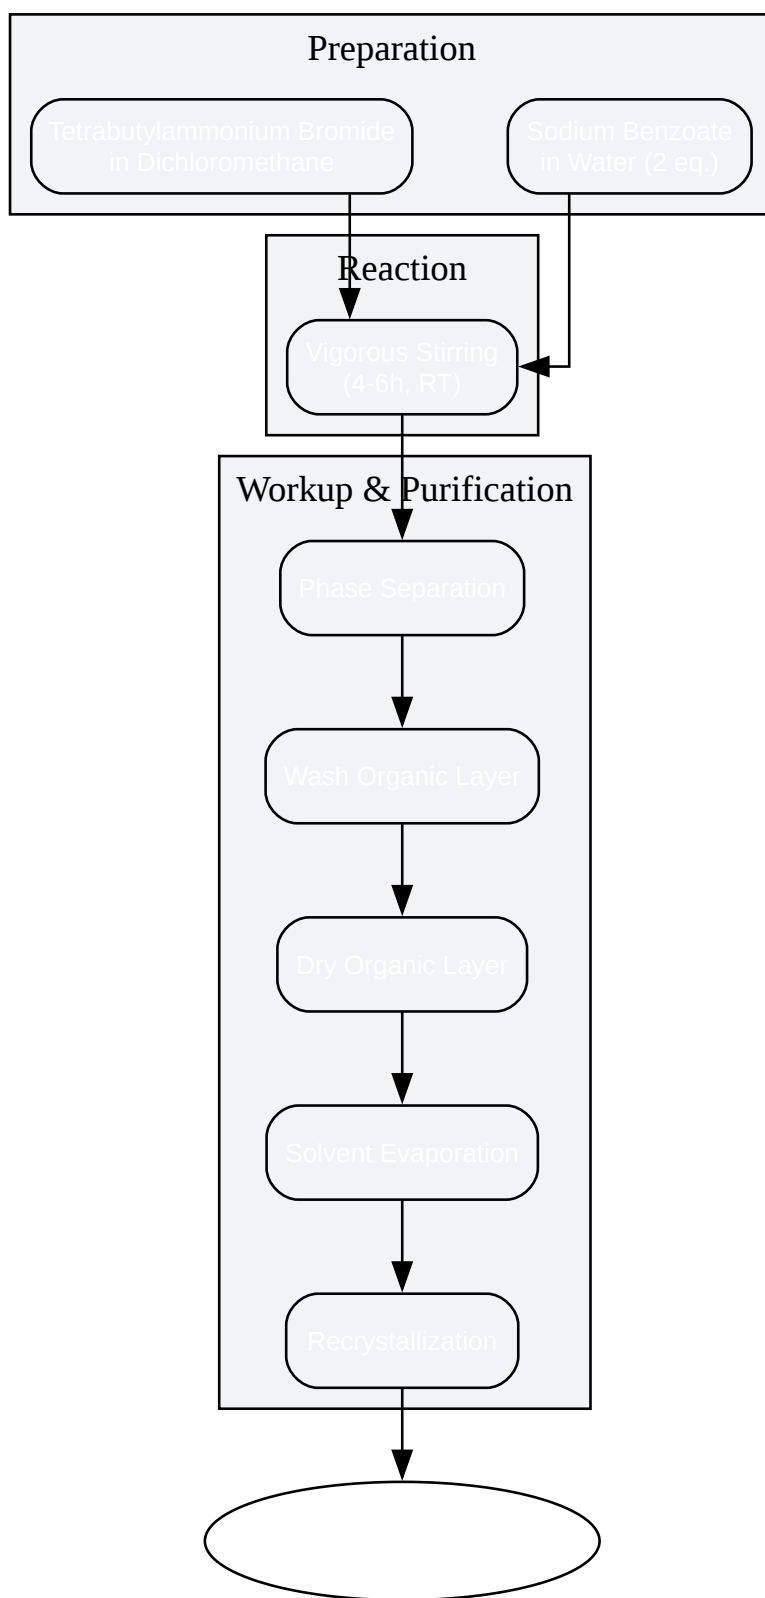 Preparation
Tetrabutylammonium Bromide
in Dichloromethane
Sodium Benzoate
in Water (2 eq.)
Reaction
Vigorous Stirring
(4-6h, RT)
Workup & Purification
Phase Separation
Wash Organic Layer
Dry Organic Layer
Solvent Evaporation
Recrystallization